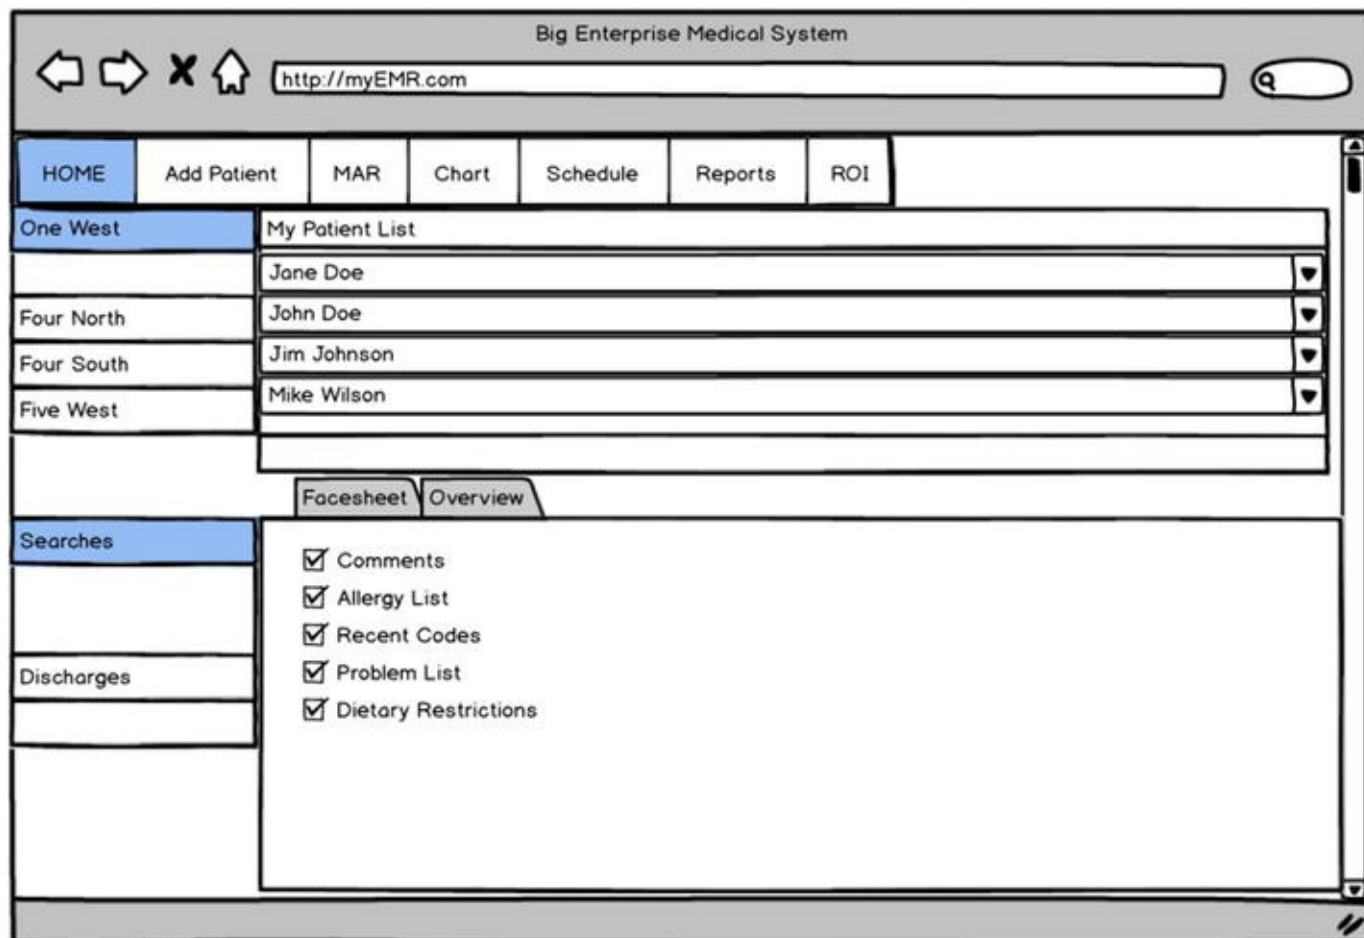 Big Enterprise Medical System
http://myEMR.com
HOME Add Patient MAR Chart Schedule Reports ROI
One West
Four North
Four South
Five West
My Patient List
Jane Doe
John Doe
Jim Johnson
Mike Wilson
Facesheet Overview
Searches
Discharges
Comments
Allergy List
Recent Codes
Problem List
Dietary Restrictions